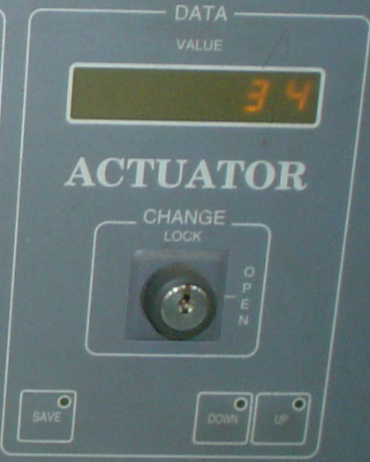 DATA
VALUE
34
ACTUATOR
CHANGE
LOCK
OPEN
SAVE
DOWN
UP